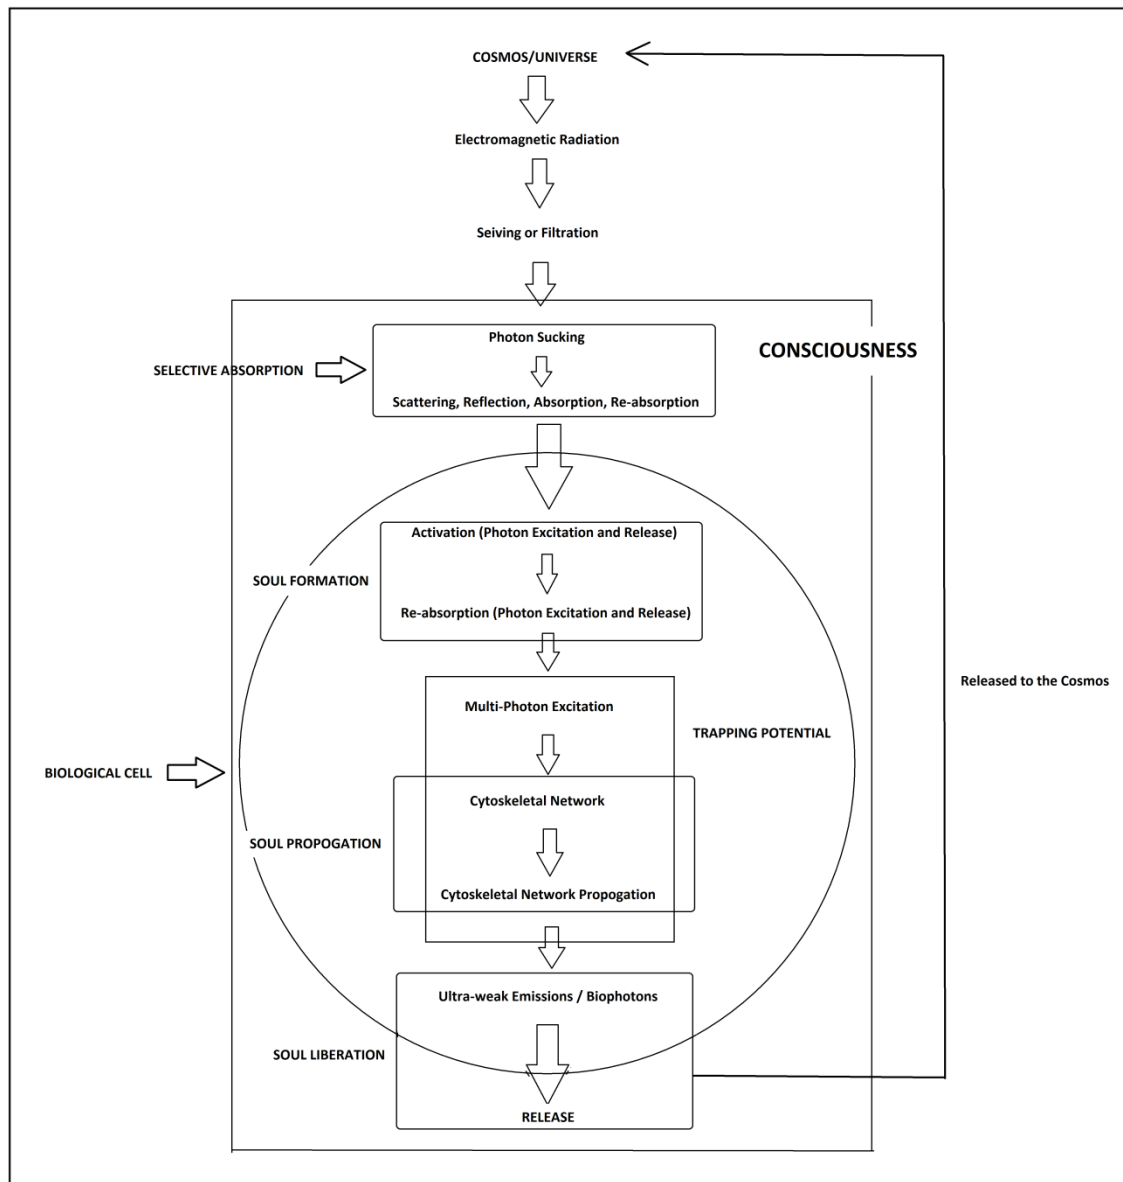 COSMOS/UNIVERSE
Electromagnetic Radiation
Seiving or Filtration
Photon Sucking
CONSCIOUSNESS
SELECTIVE ABSORPTION
Scattering, Reflection, Absorption, Re-absorption
Activation (Photon Excitation and Release)
SOUL FORMATION
Re-absorption (Photon Excitation and Release)
Released to the Cosmos
Multi-Photon Excitation
TRAPPING POTENTIAL
BIOLOGICAL CELL
Cytoskeletal Network
SOUL PROPOGATION
Cytoskeletal Network Propogation
Ultra-weak Emissions / Biophotons
SOUL LIBERATION
RELEASE